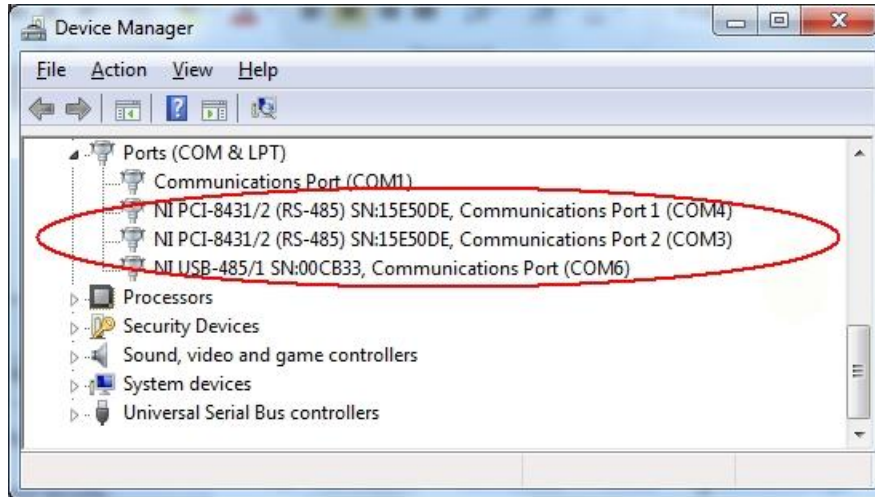 Device Manager
File Action View Help
Ports (COM & LPT)
Communications Port (COM1)
NI PCI-8431/2 (RS-485) SN:15E50DE, Communications Port 1 (COM4)
NI PCI-8431/2 (RS-485) SN:15E50DE, Communications Port 2 (COM3)
NI USB-485/1 SN:00CB33, Communications Port (COM6)
Processors
Security Devices
Sound, video and game controllers
System devices
Universal Serial Bus controllers